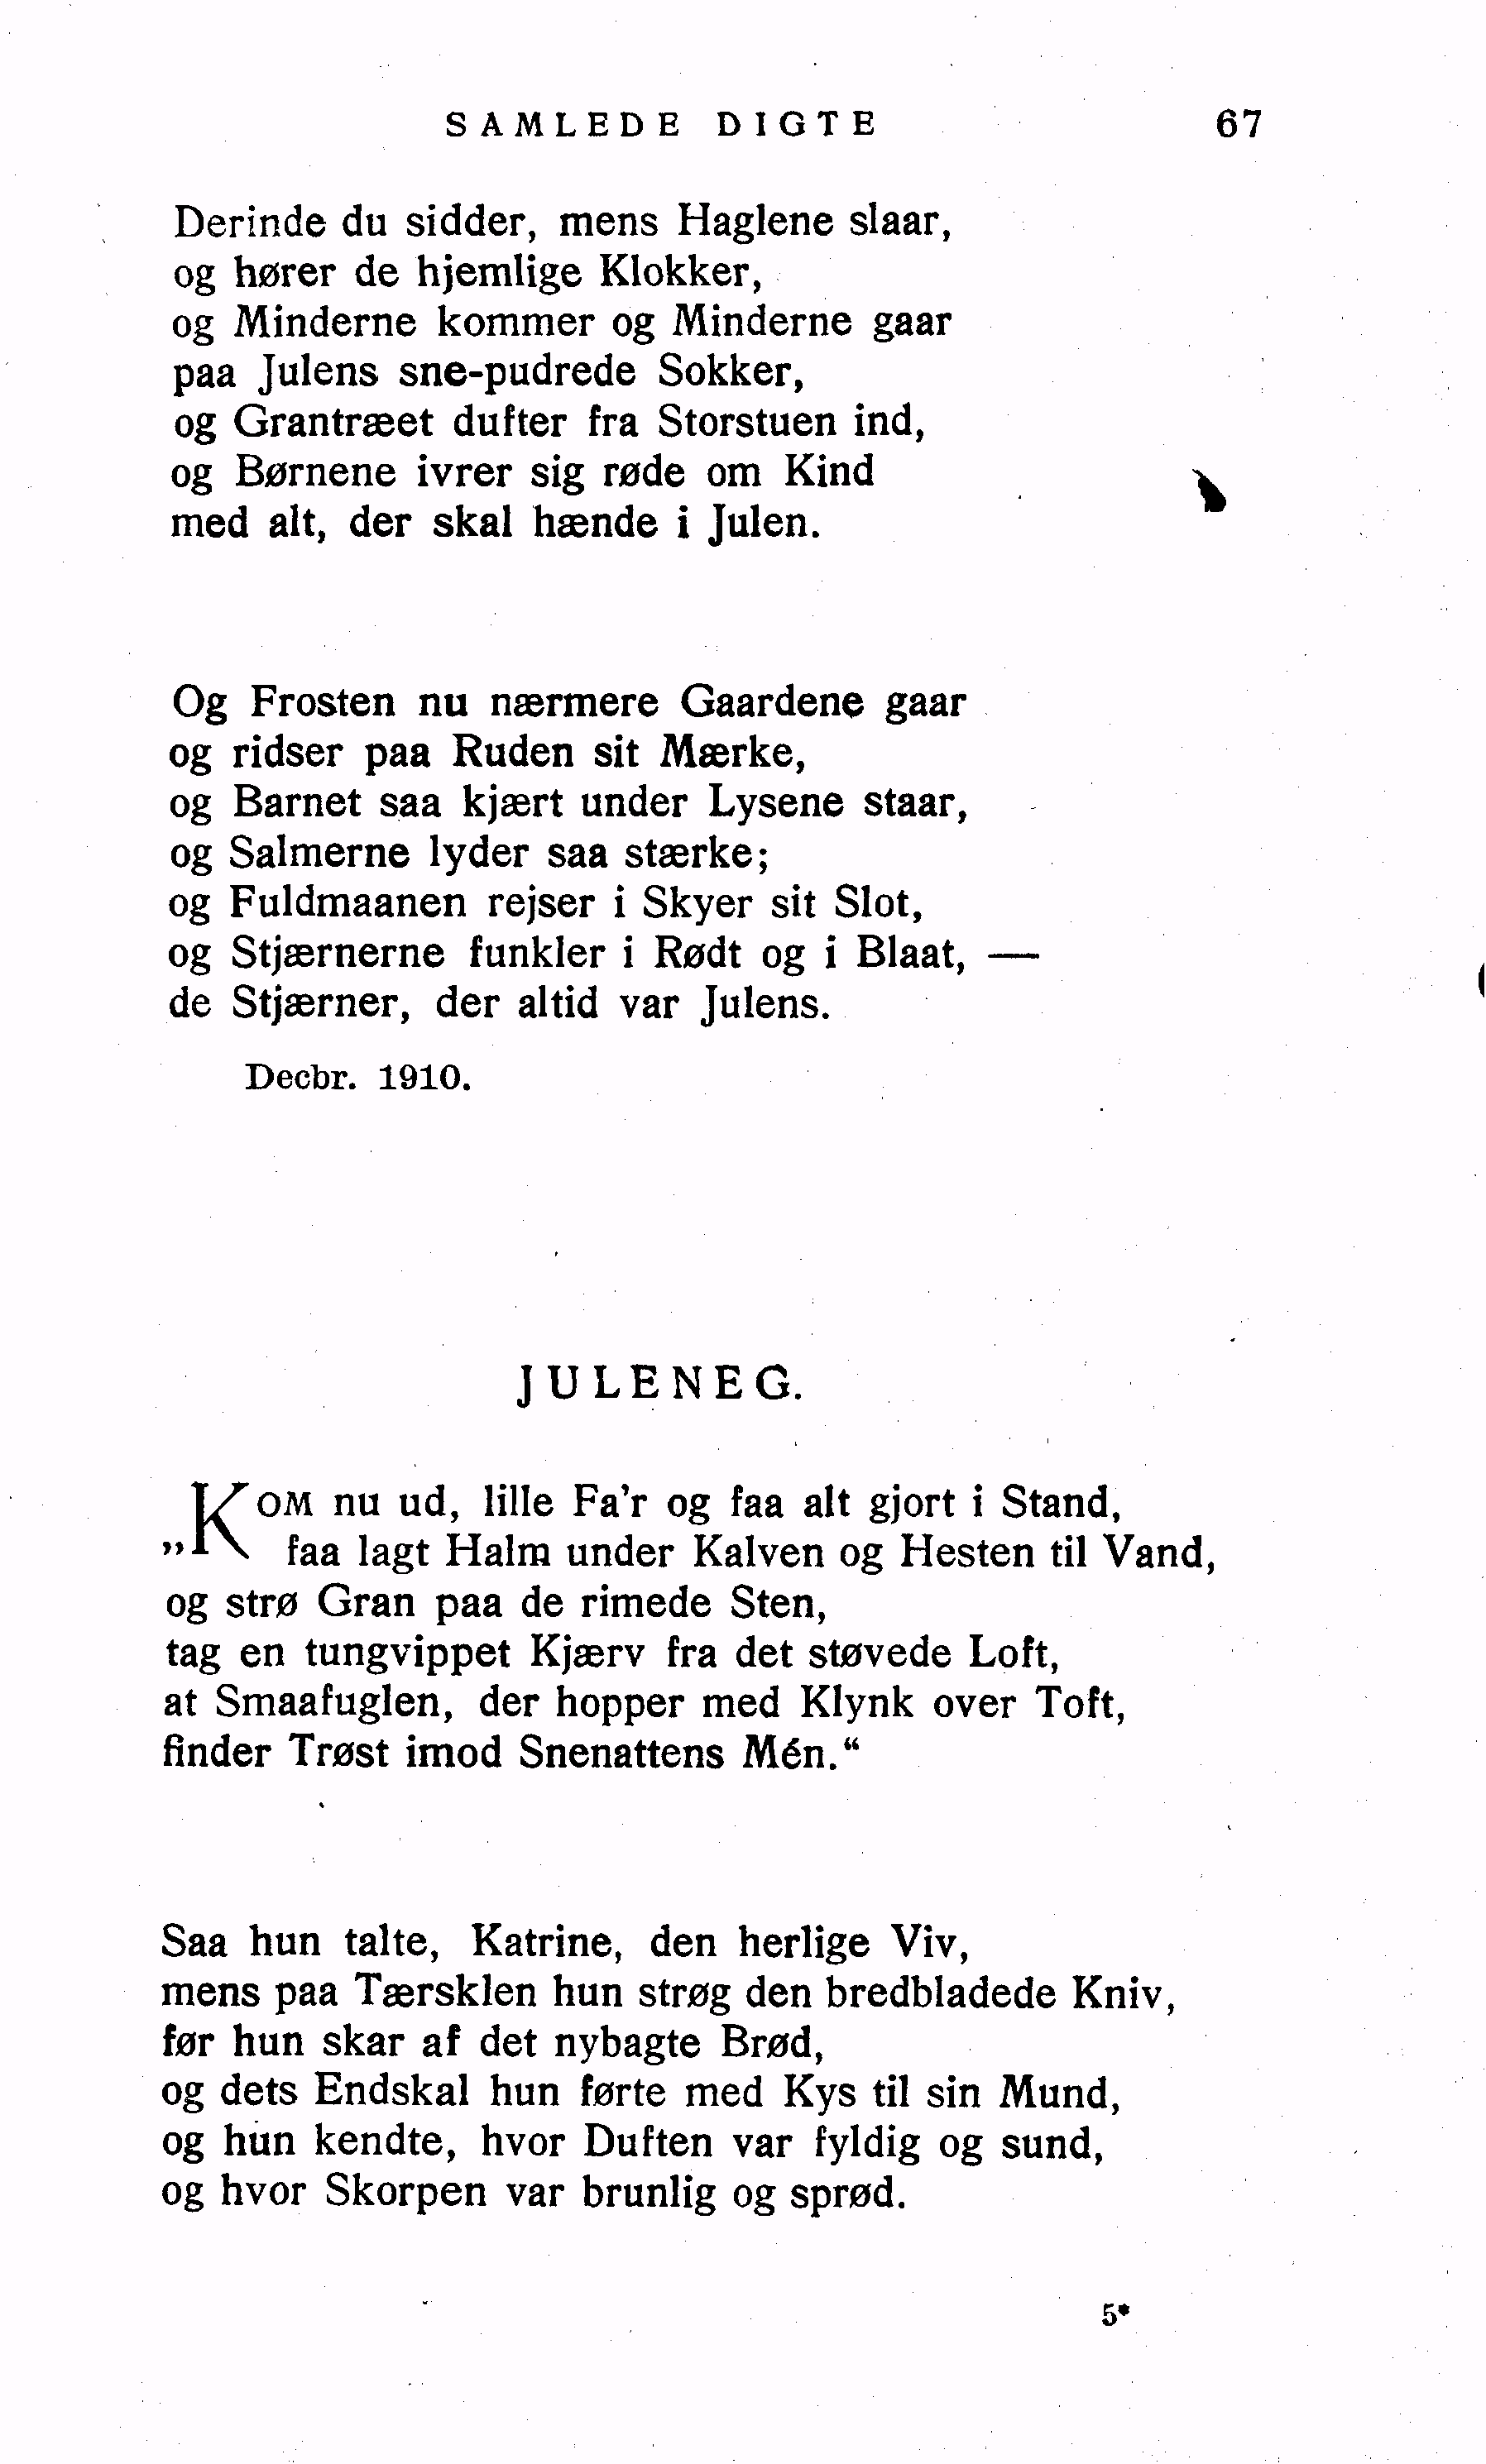 SAMLEDE DIGTE 67
Derinde du sidder, mens Haglene slaar,
og hører de hjemlige Klokker,
og Minderne kommer og Minderne gaar
paa Julens sne-pudrede Sokker,
og Grantræet dufter fra Storstuen ind,
og Børnene ivrer sig røde om Kind
med alt, der skal hænde i Julen.
Og Frosten nu nærmere Gaardene gaar
og ridser paa Ruden sit Mærke,
og Barnet saa kjært under Lysene staar,
og Salmerne lyder saa stærke;
og Fuldmaanen rejser i Skyer sit Slot,
og Stjærnerne funkler i Rødt og i Blaat, —
de Stjærner, der altid var Julens.
Decbr. 1910.
JULENEG.
„KOM nu ud, lille Fa'r og faa alt gjort i Stand,
faa lagt Halm under Kalven og Hesten til Vand,
og strø Gran paa de rimede Sten,
tag en tungvippet Kjærv fra det støvede Loft,
at Smaafuglen, der hopper med Klynk over Toft,
finder Trøst imod Snenattens Mén.“
Saa hun talte, Katrine, den herlige Viv,
mens paa Tærsklen hun strøg den bredbladede Kniv,
før hun skar af det nybagte Brød,
og dets Endskal hun førte med Kys til sin Mund,
og hun kendte, hvor Duften var fyldig og sund,
og hvor Skorpen var brunlig og sprød.
5*